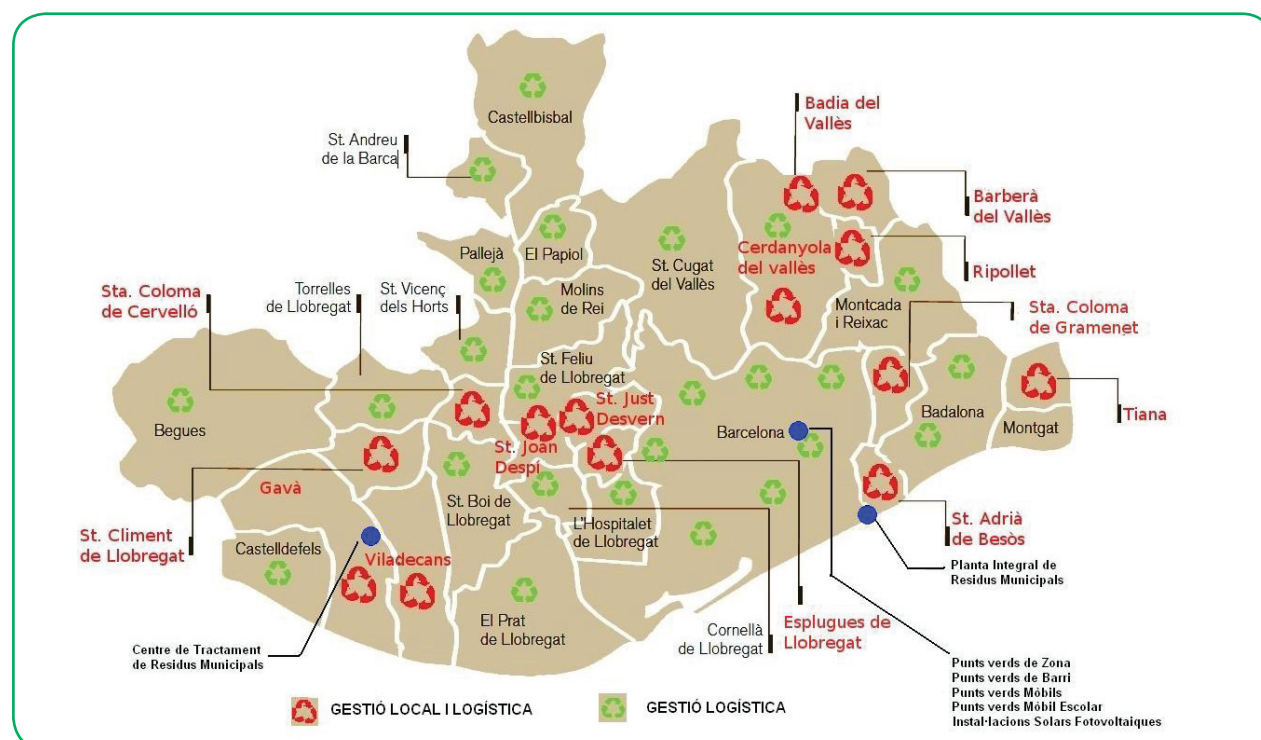 Castellbisbal
St. Andreu
de la Barca
Badia del
Vallès
Barberà
del Vallès
Ripollet
Pallejà
El Papiol
St. Cugat
del Vallès
Cerdanyola
del vallès
Sta. Coloma
de Cervelló
Torrelles
de Llobregat
St. Vicenç
dels Horts
Molins
de Rei
Montcada
i Reixac
Sta. Coloma
de Gramenet
St. Feliu
de Llobregat
Begues
St. Just
Desvern
Barcelona
Badalona
Tiana
Montgat
St. Joan
Despí
Gavà
St. Boi de
Llobregat
L'Hospitalet
de Llobregat
St. Climent
de Llobregat
Castelldefels
Viladecans
St. Adrià
de Besòs
Planta Integral de
Residus Municipals
El Prat
de Llobregat
Cornellà
de Llobregat
Esplugues de
Llobregat
Centre de Tractament
de Residus Municipals
Punts verds de Zona
Punts verds de Barri
Punts verds Mòbils
Punts verds Mòbil Escolar
Instal·lacions Solars Fotovoltaiques
GESTIÓ LOCAL I LOGÍSTICA
GESTIÓ LOGÍSTICA